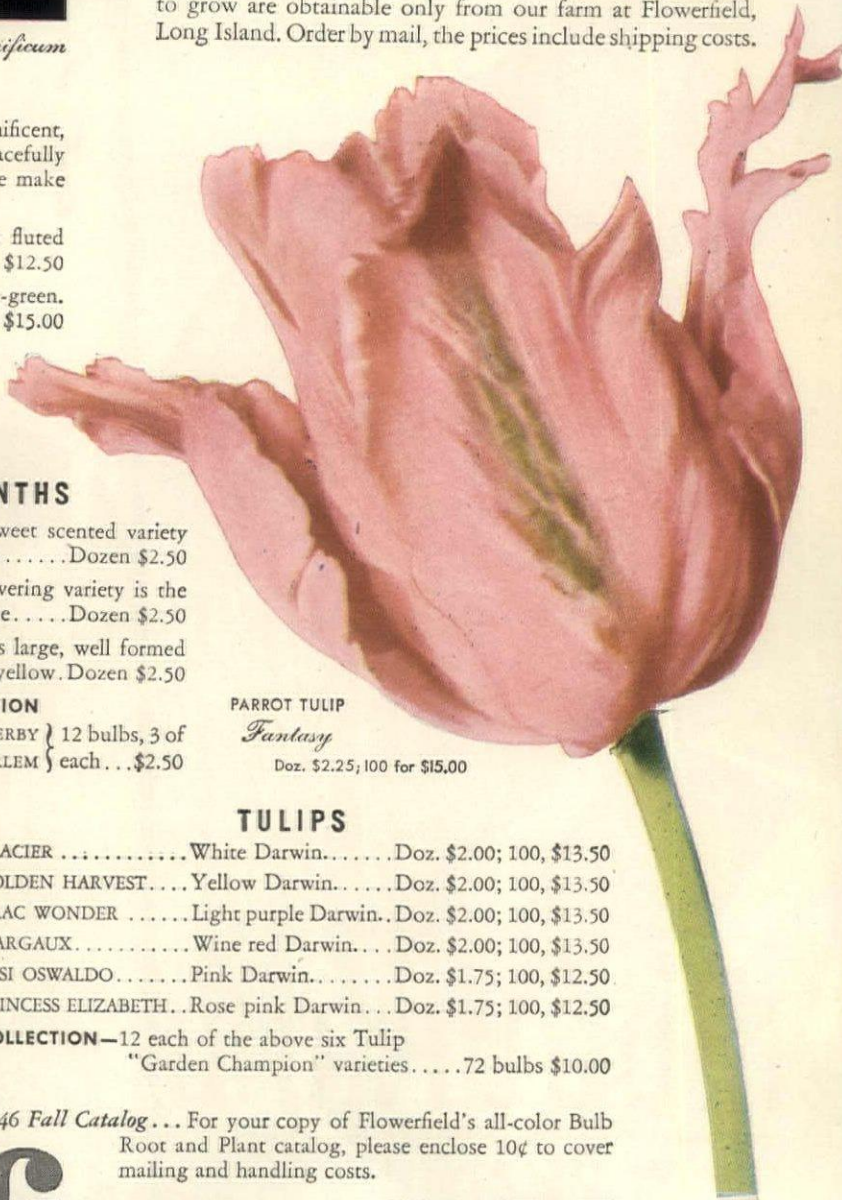 to grow are obtainable only from our farm at Flowerfield,
Long Island. Order by mail, the prices include shipping costs.
ificum
ificent,
acefully
e make
fluted
$12.50
-green.
$15.00
NTHS
weet scented variety
......Dozen $2.50
vering variety is the
e.....Dozen $2.50
s large, well formed
yellow. Dozen $2.50
ION
ERBY } 12 bulbs, 3 of
LEM } each...$2.50
PARROT TULIP
Fantasy
Doz. $2.25; 100 for $15.00
TULIPS
ACIER ............White Darwin.......Doz. $2.00; 100, $13.50
OLDEN HARVEST....Yellow Darwin......Doz. $2.00; 100, $13.50
AC WONDER ......Light purple Darwin..Doz. $2.00; 100, $13.50
ARGAUX...........Wine red Darwin....Doz. $2.00; 100, $13.50
SI OSWALDO.......Pink Darwin........Doz. $1.75; 100, $12.50
INCESS ELIZABETH..Rose pink Darwin...Doz. $1.75; 100, $12.50
OLLECTION—12 each of the above six Tulip
"Garden Champion" varieties.....72 bulbs $10.00
46 Fall Catalog... For your copy of Flowerfield's all-color Bulb
Root and Plant catalog, please enclose 10¢ to cover
mailing and handling costs.